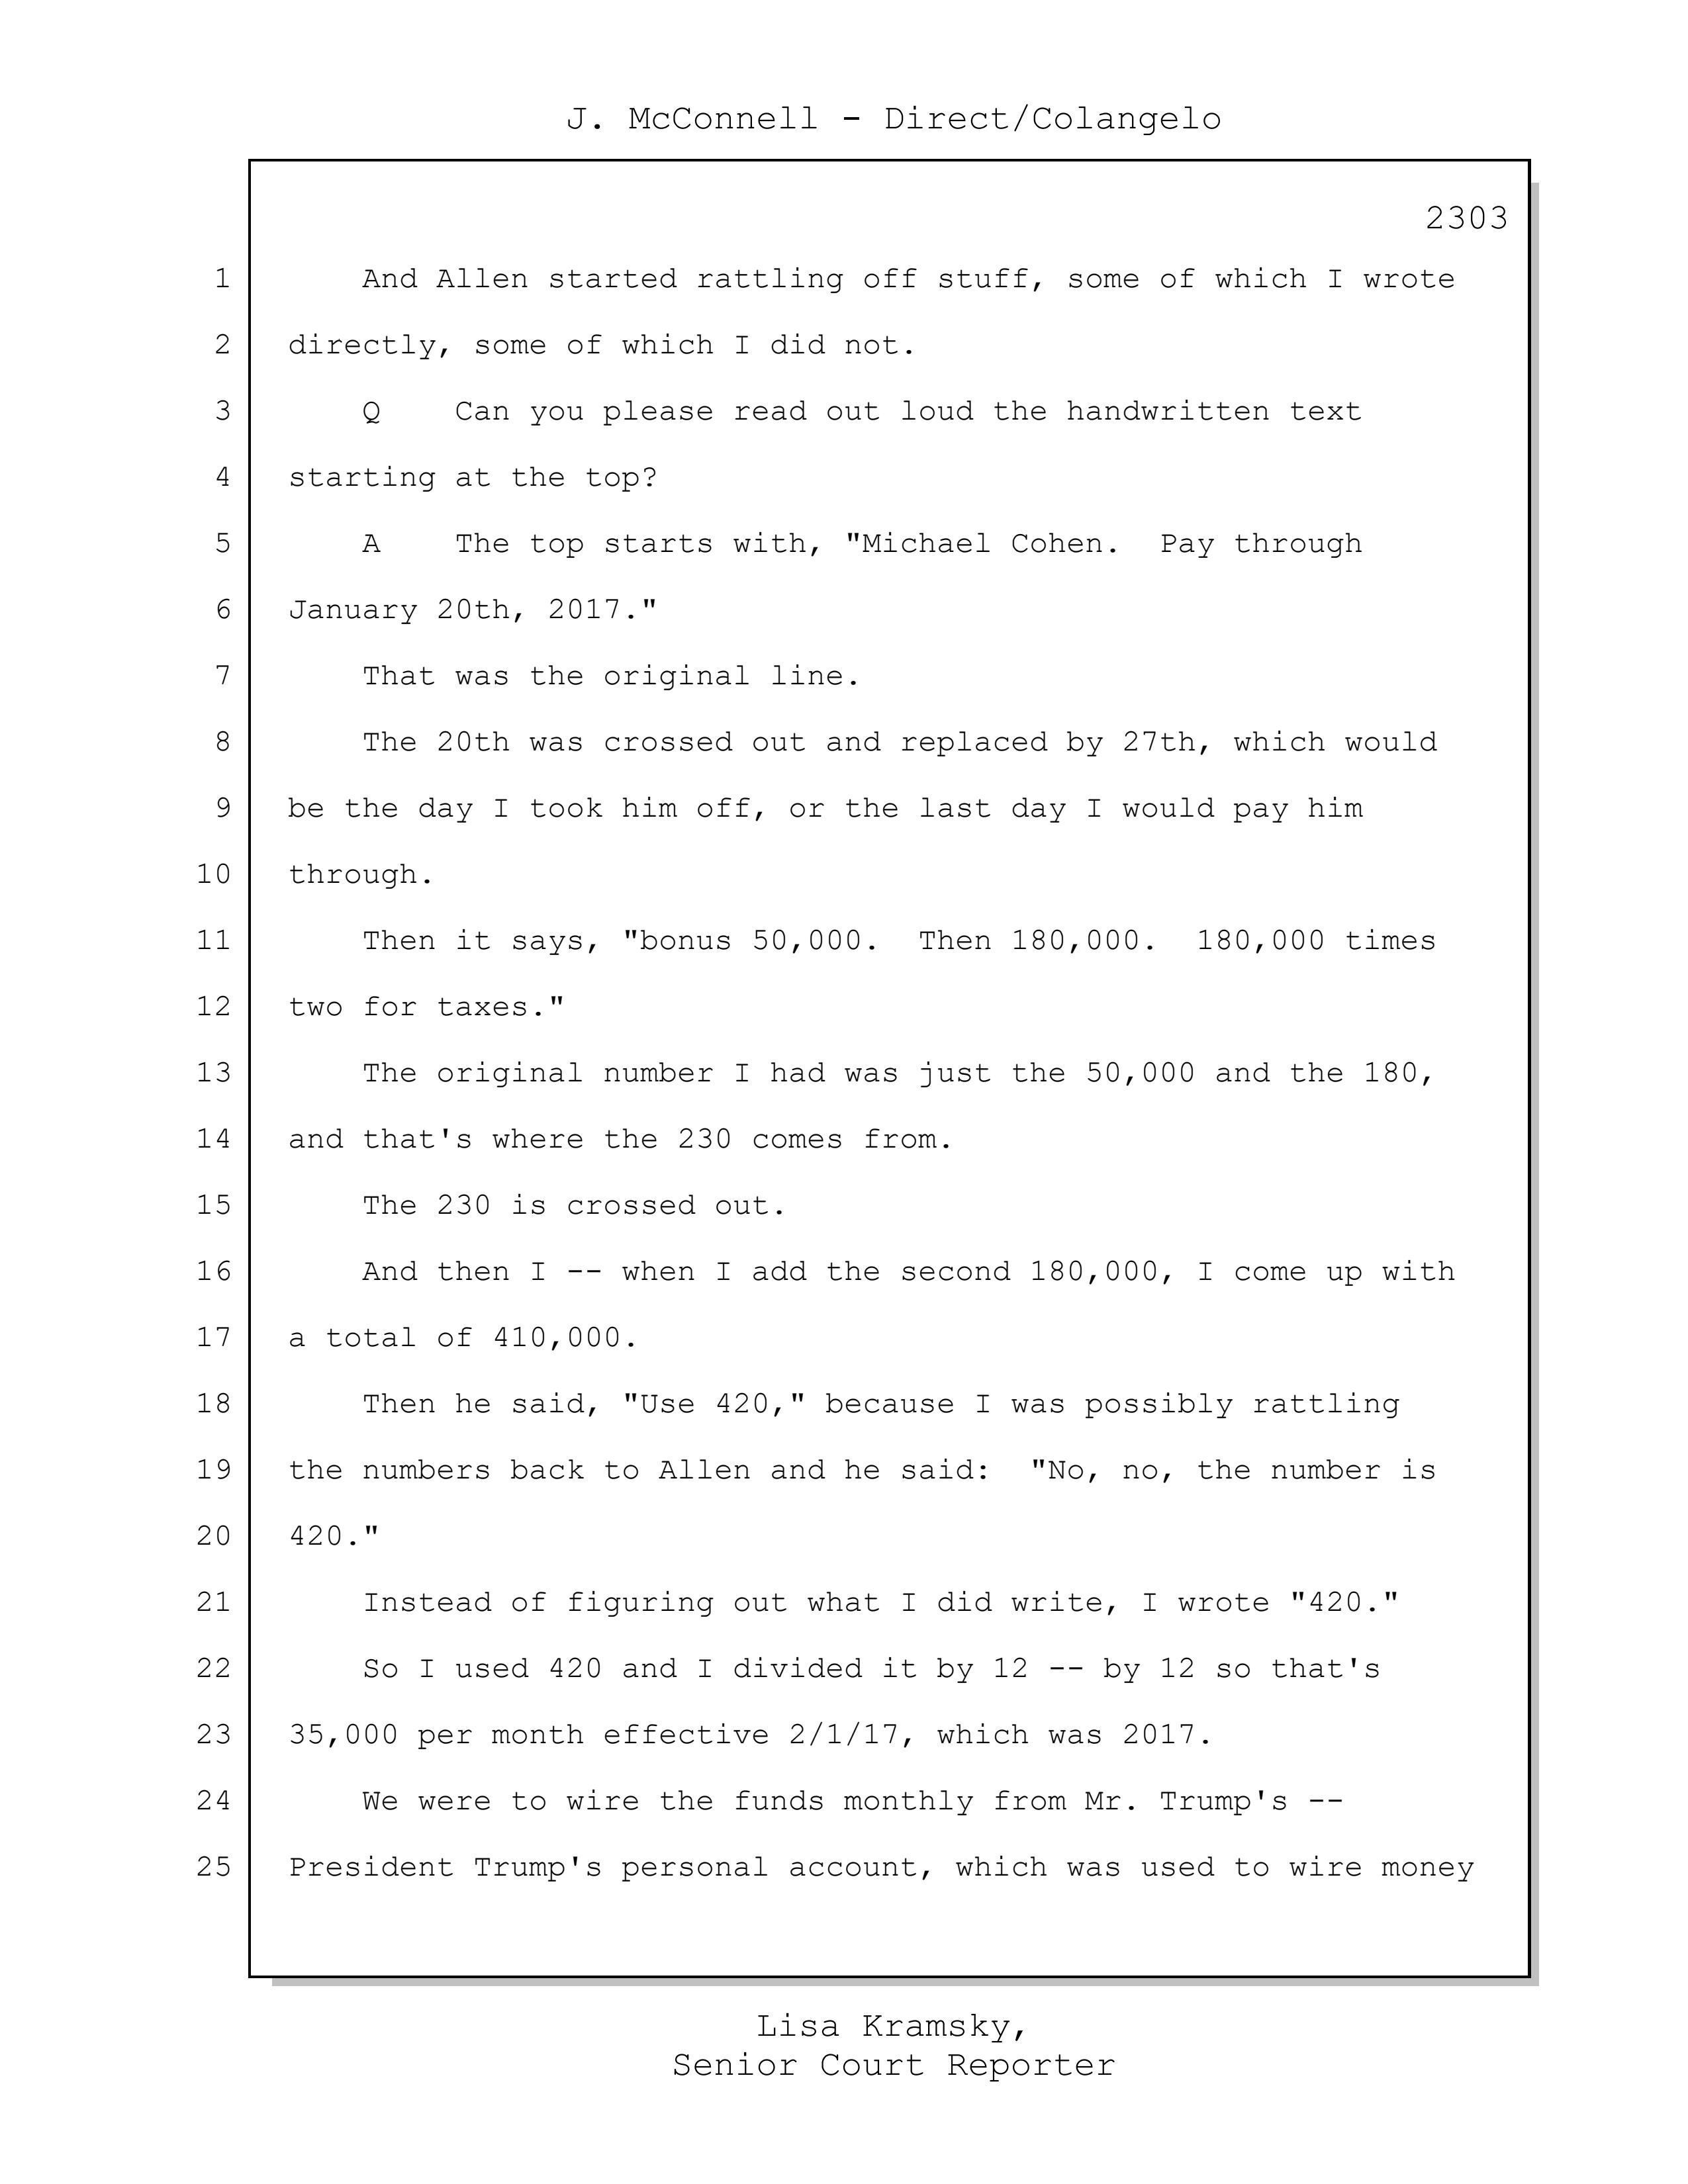 J. McConnell - Direct/Colangelo
2303
1 And Allen started rattling off stuff, some of which I wrote
2 directly, some of which I did not.
3 Q Can you please read out loud the handwritten text
4 starting at the top?
5 A The top starts with, "Michael Cohen. Pay through
6 January 20th, 2017."
7 That was the original line.
8 The 20th was crossed out and replaced by 27th, which would
9 be the day I took him off, or the last day I would pay him
10 through.
11 Then it says, "bonus 50,000. Then 180,000. 180,000 times
12 two for taxes."
13 The original number I had was just the 50,000 and the 180,
14 and that's where the 230 comes from.
15 The 230 is crossed out.
16 And then I -- when I add the second 180,000, I come up with
17 a total of 410,000.
18 Then he said, "Use 420," because I was possibly rattling
19 the numbers back to Allen and he said: "No, no, the number is
20 420."
21 Instead of figuring out what I did write, I wrote "420."
22 So I used 420 and I divided it by 12 -- by 12 so that's
23 35,000 per month effective 2/1/17, which was 2017.
24 We were to wire the funds monthly from Mr. Trump's --
25 President Trump's personal account, which was used to wire money
Lisa Kramsky,
Senior Court Reporter